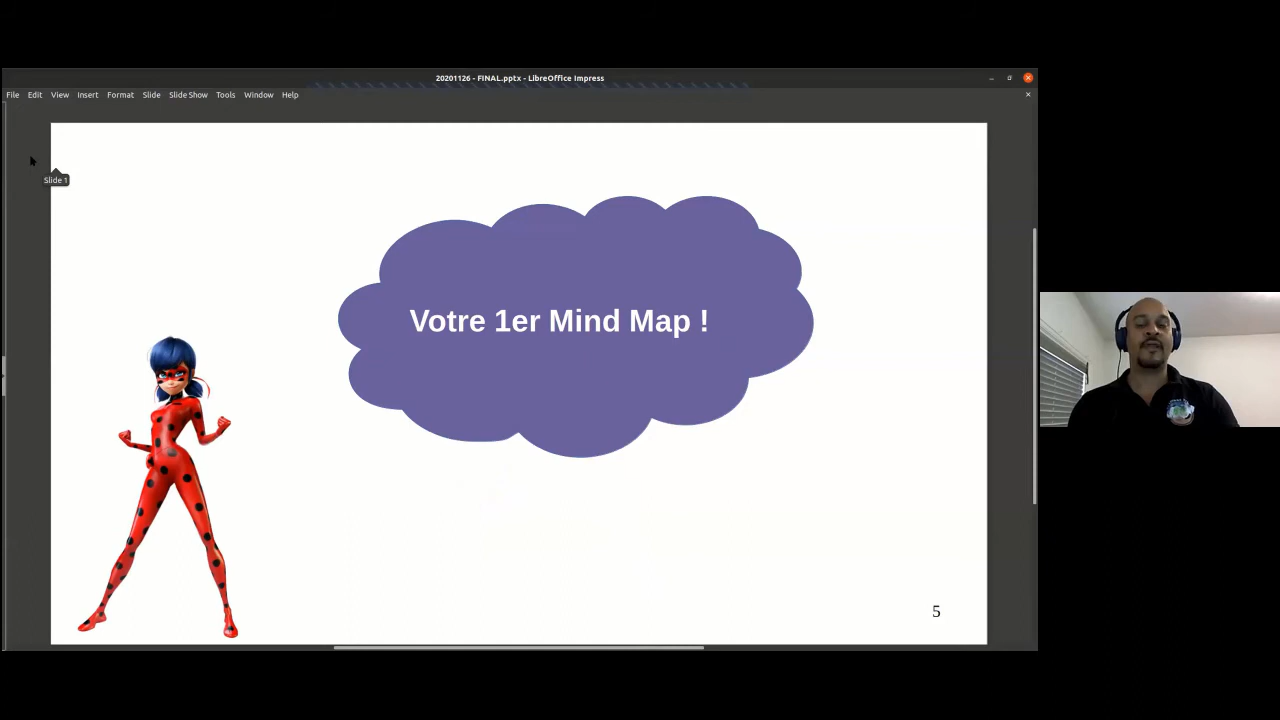 20201126 - FINAL.pptx - LibreOffice Impress
File Edit View Insert Format Slide Slide Show Tools Window Help
Slide 1
Votre 1er Mind Map !
5